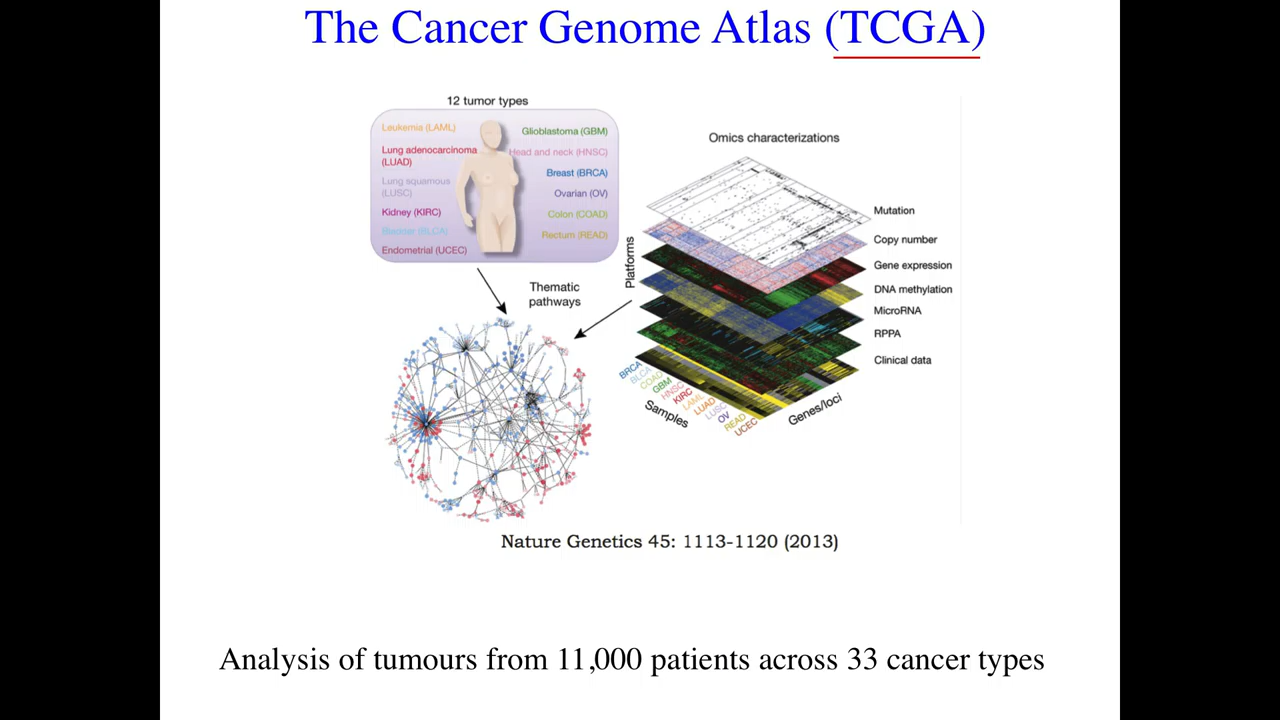 The Cancer Genome Atlas (TCGA)
12 tumor types
Leukemia (LAML)
Lung adenocarcinoma
(LUAD)
Lung squamous
(LUSC)
Kidney (KIRC)
Bladder (BLCA)
Endometrial (UCEC)
Glioblastoma (GBM)
Head and neck (HNSC)
Breast (BRCA)
Ovarian (OV)
Colon (COAD)
Rectum (READ)
Thematic
pathways
Omics characterizations
Platforms
Mutation
Copy number
Gene expression
DNA methylation
MicroRNA
RPPA
Clinical data
BRCA
BLCA
COAD
GBM
HNSC
KIRC
LAML
LUAD
LUSC
OV
READ
UCEC
Samples
Genes/loci
Nature Genetics 45: 1113-1120 (2013)
Analysis of tumours from 11,000 patients across 33 cancer types